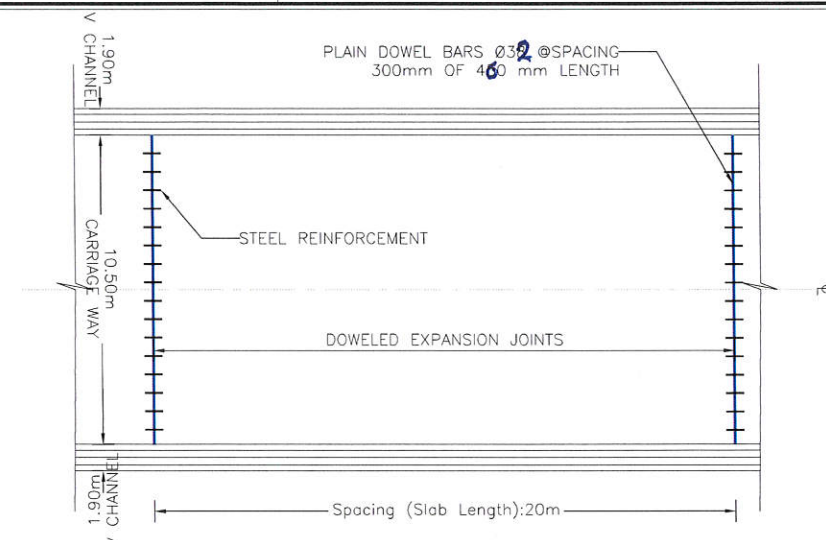 PLAIN DOWEL BARS Ø32 @SPACING
300mm OF 460 mm LENGTH
1.90m
V CHANNEL
STEEL REINFORCEMENT
10.50m
CARRIAGE WAY
DOWELED EXPANSION JOINTS
V CHANNEL
1.90m
Spacing (Slab Length):20m